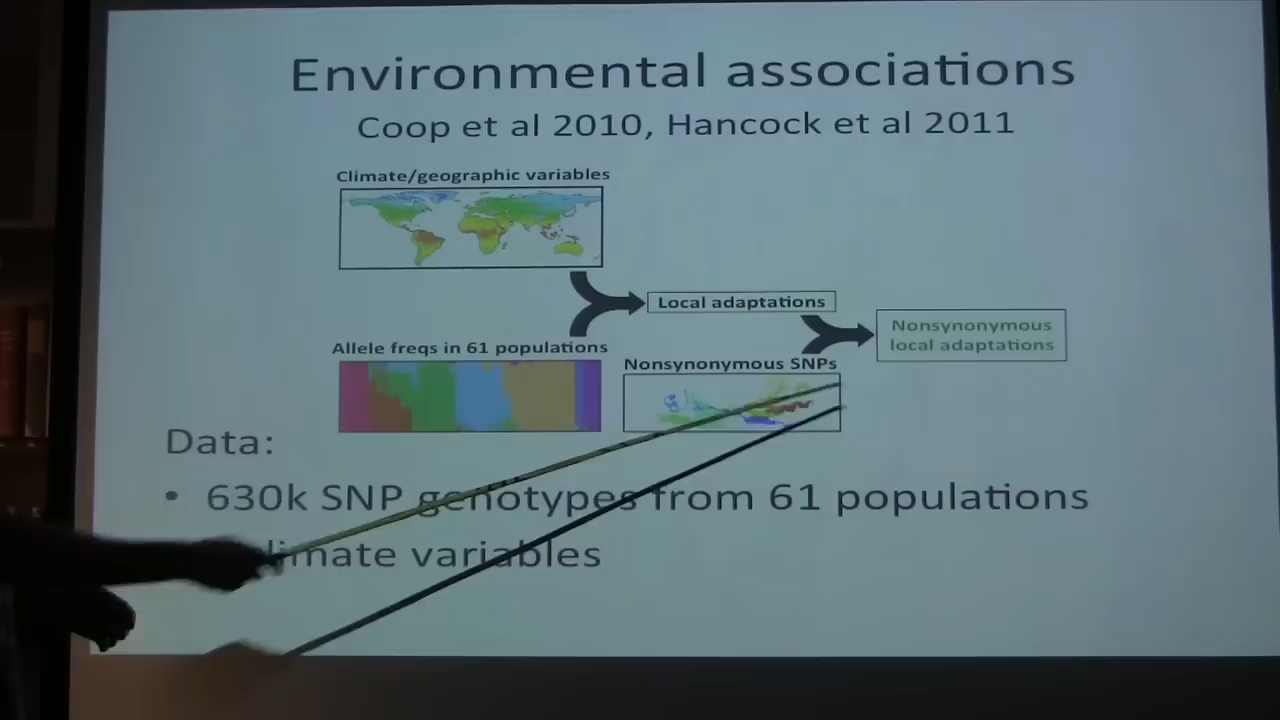 Environmental associations
Coop et al 2010, Hancock et al 2011
Climate/geographic variables
Local adaptations
Nonsynonymous
local adaptations
Allele freqs in 61 populations
Nonsynonymous SNPs
Data:
• 630k SNP genotypes from 61 populations
climate variables